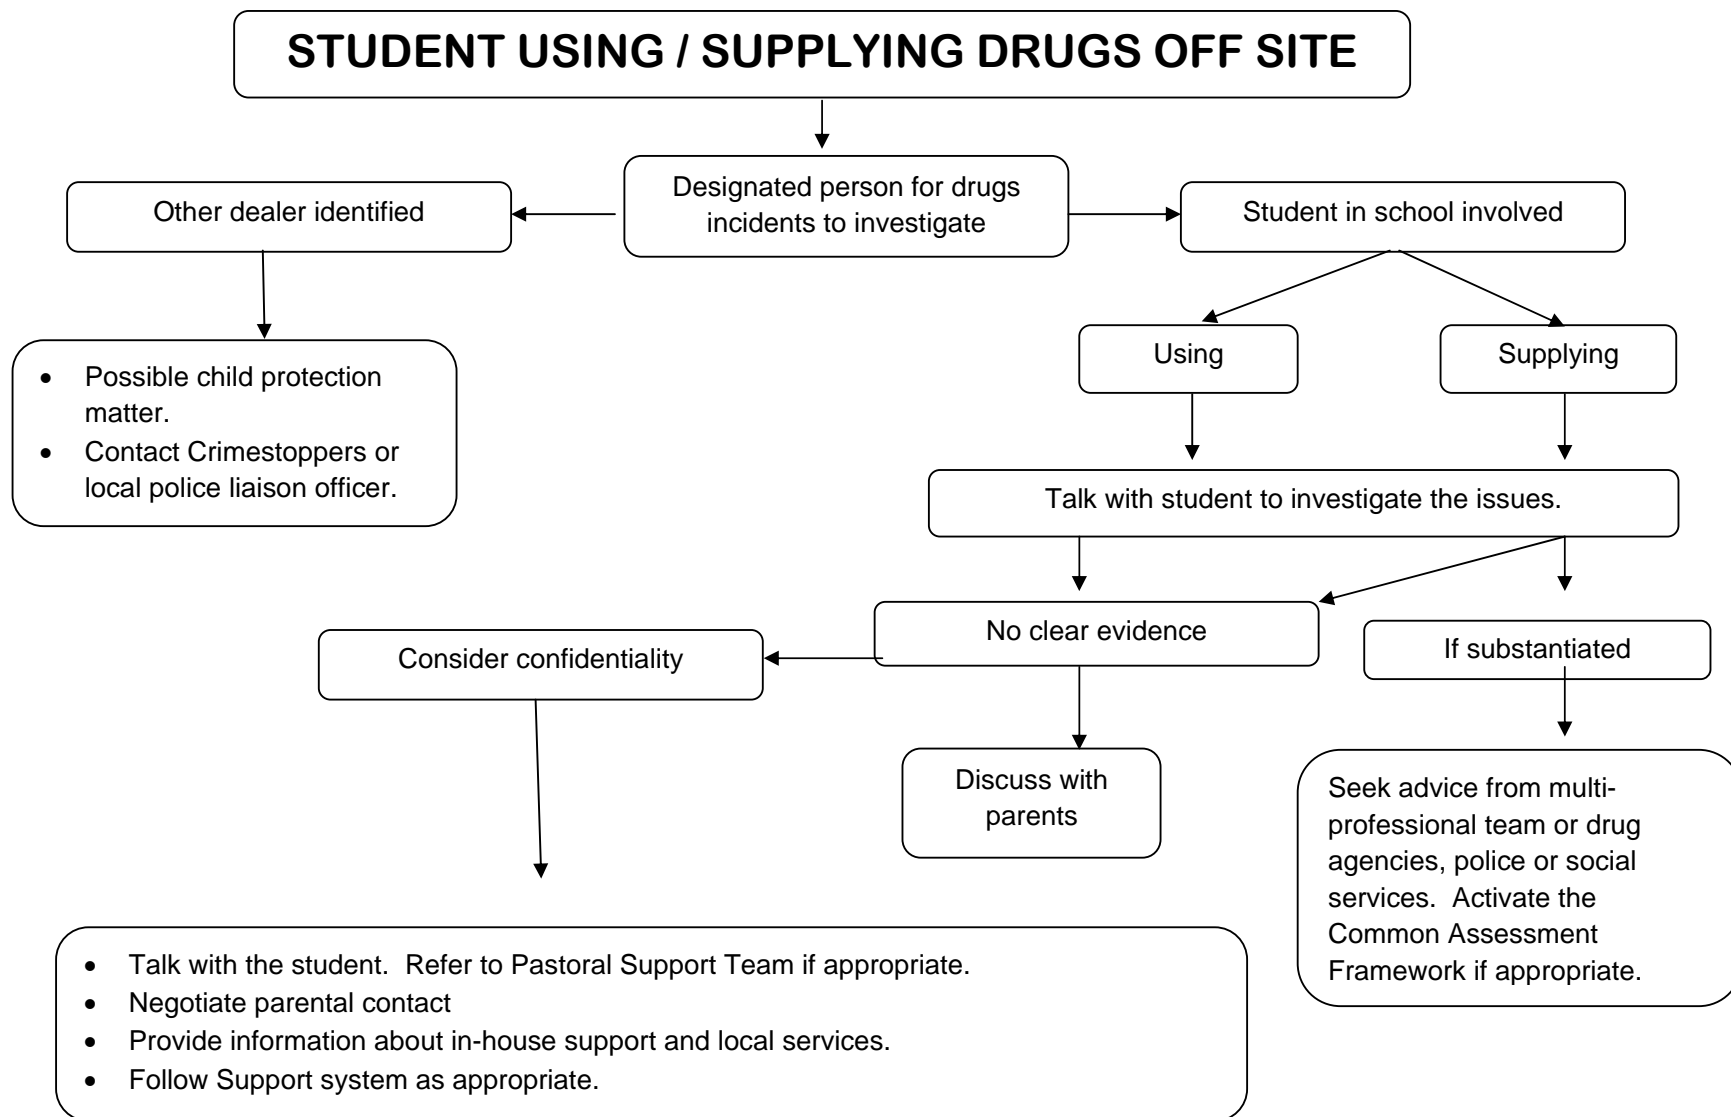 STUDENT USING / SUPPLYING DRUGS OFF SITE
Designated person for drugs
incidents to investigate
Other dealer identified
Student in school involved
• Possible child protection
matter.
• Contact Crimestoppers or
local police liaison officer.
Using
Supplying
Talk with student to investigate the issues.
No clear evidence
If substantiated
Consider confidentiality
Discuss with
parents
Seek advice from multi-
professional team or drug
agencies, police or social
services.  Activate the
Common Assessment
Framework if appropriate.
• Talk with the student.  Refer to Pastoral Support Team if appropriate.
• Negotiate parental contact
• Provide information about in-house support and local services.
• Follow Support system as appropriate.